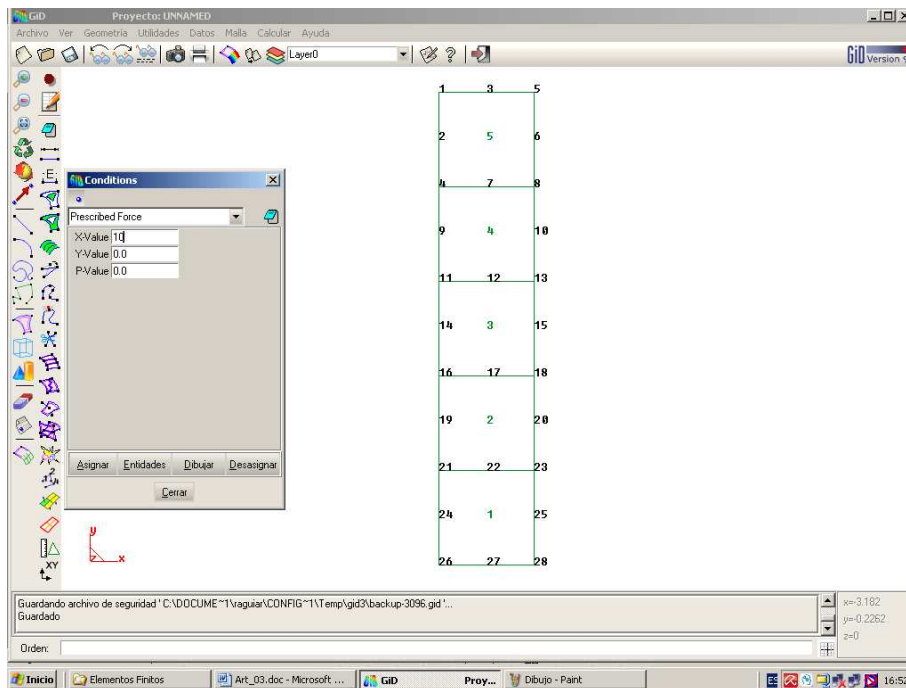 GiD Proyecto: UNNAMED
Archivo Ver Geometría Utilidades Datos Malla Calcular Ayuda
Layer0
GiD Version
Conditions
Prescribed Force
X-Value 10
Y-Value 0.0
P-Value 0.0
Asignar Entidades Dibujar Desasignar
Cerrar
1 3 5
2 5 6
4 7 8
9 4 10
11 12 13
14 3 15
16 17 18
19 2 20
21 22 23
24 1 25
26 27 28
y
z x
Guardando archivo de seguridad ' C:\DOCUME~1\raguiar\CONFIG~1\Temp\gid3\backup-3096.gid '...
Guardado
x=-3.182
y=-0.2262
z=0
Orden:
Inicio Elementos Finitos Art_03.doc - Microsoft ... GiD Proy... Dibujo - Paint 16:52